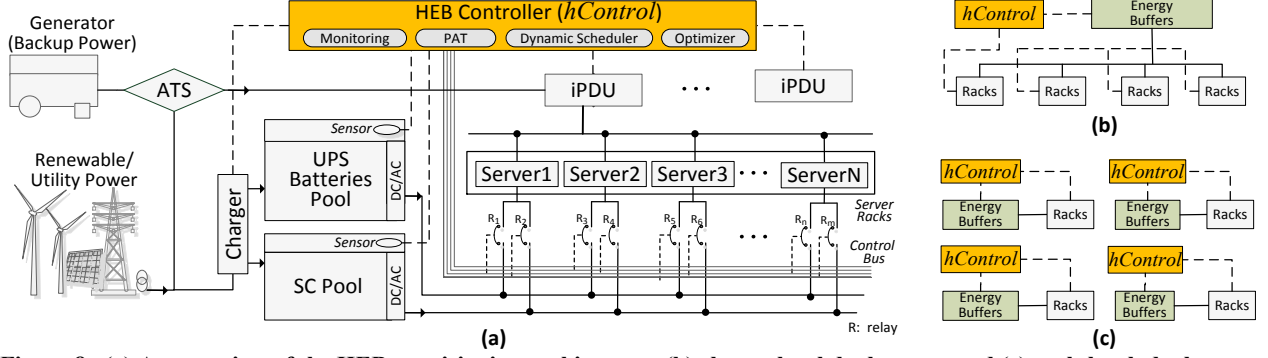 Generator
(Backup Power)
ATS
HEB Controller (hControl)
Monitoring
PAT
Dynamic Scheduler
Optimizer
iPDU
• • •
iPDU
Renewable/
Utility Power
Charger
Sensor
UPS
Batteries
Pool
DC/AC
Sensor
SC Pool
DC/AC
Server1
Server2
Server3
• • •
ServerN
Server
Racks
R1
R2
R3
R4
R5
R6
• • •
Rn
Rm
Control
Bus
R: relay
(a)
hControl
Energy
Buffers
Racks
Racks
Racks
Racks
(b)
hControl
Energy
Buffers
Racks
hControl
Energy
Buffers
Racks
hControl
Energy
Buffers
Racks
hControl
Energy
Buffers
Racks
(c)